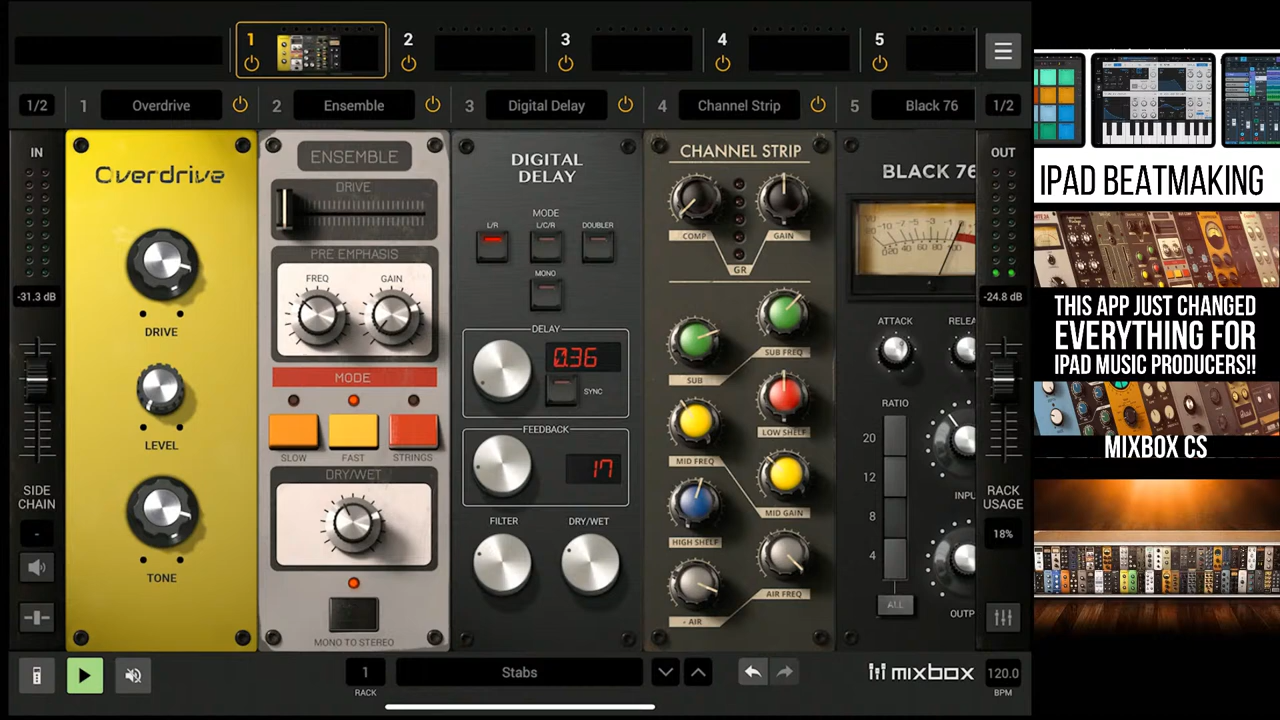 1
2
3
4
5
1/2
1
Overdrive
2
Ensemble
3
Digital Delay
4
Channel Strip
5
Black 76
1/2
IN
-31.3 dB
SIDE
CHAIN
-
Overdrive
DRIVE
LEVEL
TONE
ENSEMBLE
DRIVE
PRE EMPHASIS
FREQ
GAIN
MODE
SLOW
FAST
STRINGS
DRY/WET
MONO TO STEREO
DIGITAL
DELAY
MODE
L/R
L/C/R
DOUBLER
MONO
DELAY
0.36
SYNC
FEEDBACK
17
FILTER
DRY/WET
CHANNEL STRIP
COMP
GAIN
GR
SUB FREQ
SUB
LOW SHELF
MID FREQ
MID GAIN
HIGH SHELF
AIR FREQ
AIR
BLACK 76
ATTACK
RELEA
RATIO
20
12
8
4
ALL
INPU
OUTP
OUT
-24.8 dB
RACK
USAGE
18%
1
RACK
Stabs
mixbox
120.0
BPM
IPAD BEATMAKING
THIS APP JUST CHANGED
EVERYTHING FOR
IPAD MUSIC PRODUCERS!!
MIXBOX CS